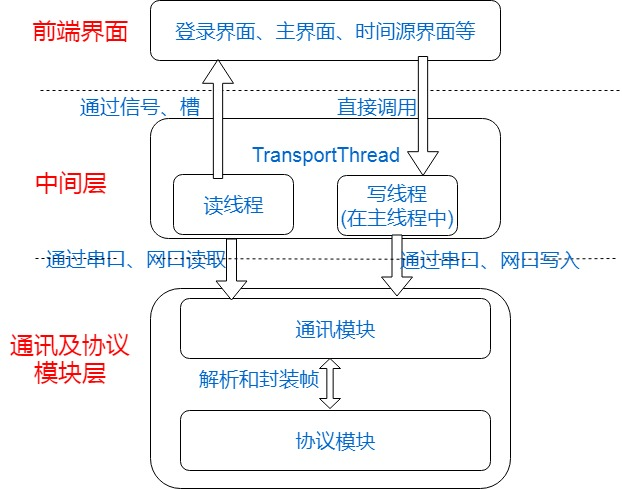 前端界面
登录界面、主界面、时间源界面等
通过信号、槽
直接调用
中间层
TransportThread
读线程
写线程
(在主线程中)
通过串口、网口读取
通过串口、网口写入
通讯及协议
模块层
通讯模块
解析和封装帧
协议模块